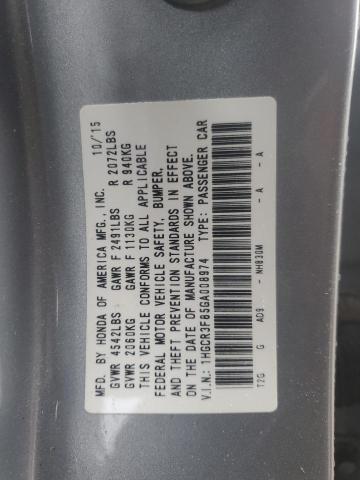 MFD. BY HONDA OF AMERICA MFG., INC. 10/15
GVWR 4542LBS GAWR F 2491LBS R 2072LBS
GVWR 2060KG GAWR F 1130KG R 940KG
THIS VEHICLE CONFORMS TO ALL APPLICABLE
FEDERAL MOTOR VEHICLE SAFETY, BUMPER,
AND THEFT PREVENTION STANDARDS IN EFFECT
ON THE DATE OF MANUFACTURE SHOWN ABOVE.
V.I.N.: 1HGCR3F85GA008974 TYPE: PASSENGER CAR
T2G G AD9- NH830M -A -A